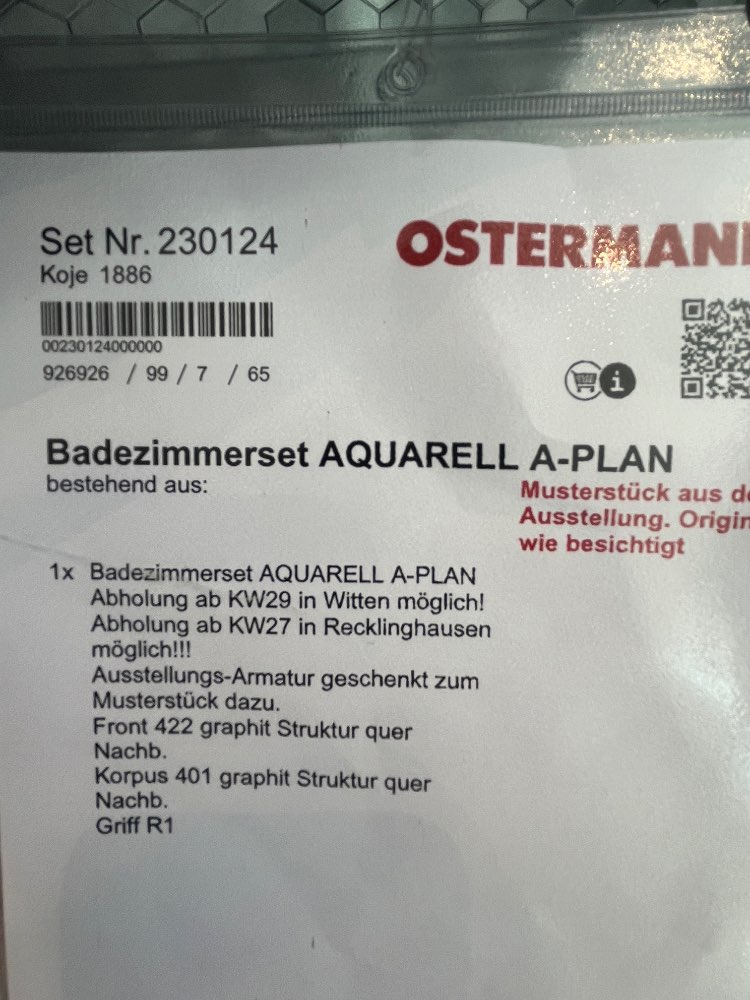 Set Nr. 230124
OSTERMANN
Koje 1886
00230124000000
926926 / 99 / 7 / 65
i
Badezimmerset AQUARELL A-PLAN
bestehend aus:
Musterstück aus
Ausstellung.
wie besichtigt
1x Badezimmerset AQUARELL A-PLAN
Abholung ab KW29 in Witten möglich!
Abholung ab KW27 in Recklinghausen
möglich!!!
Ausstellungs-Armatur geschenkt zum
Musterstück dazu.
Front 422 graphit Struktur quer
Nachb.
Korpus 401 graphit Struktur quer
Nachb.
Griff R1